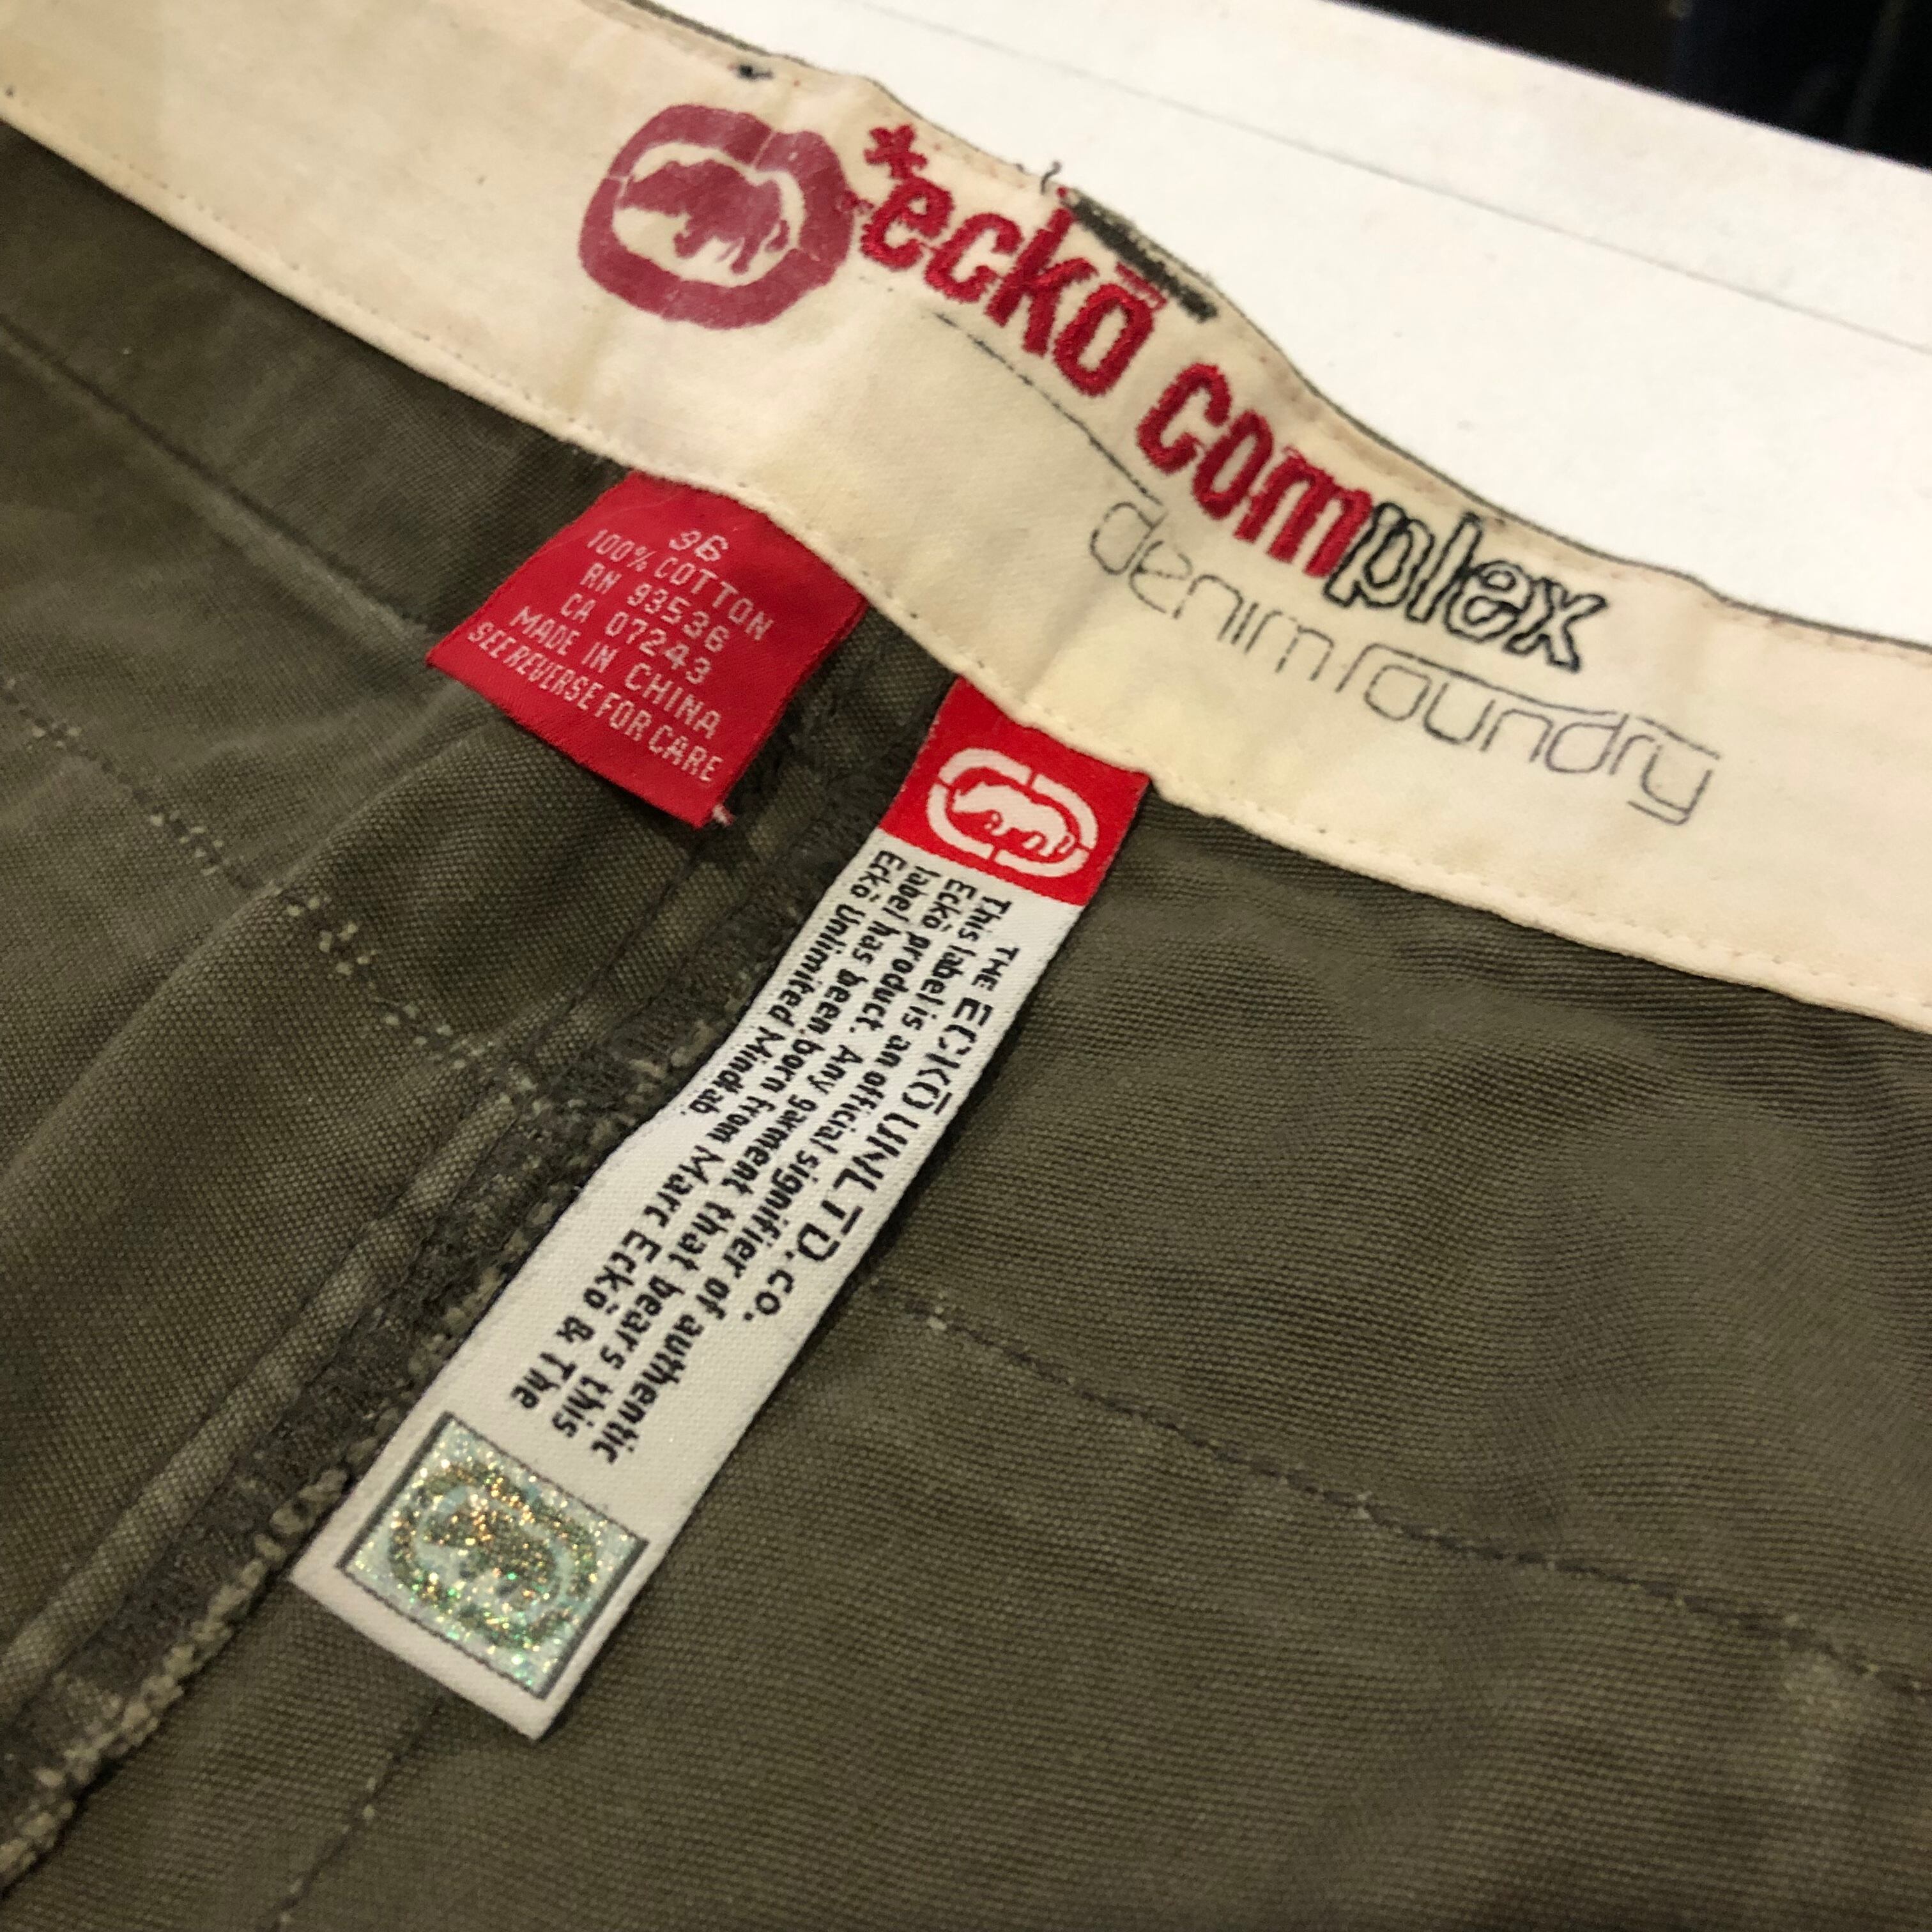 *eckō complex
denim foundry
36
100% COTTON
RN 93536
CA 07243
MADE IN CHINA
SEE REVERSE FOR CARE
THE ECKŌ UNLTD.CO.
This label is an official signifier of authentic
Eckō product. Any garment that bears this
label has been born from Marc Eckō & The
Eckō Unlimited Mindlab.